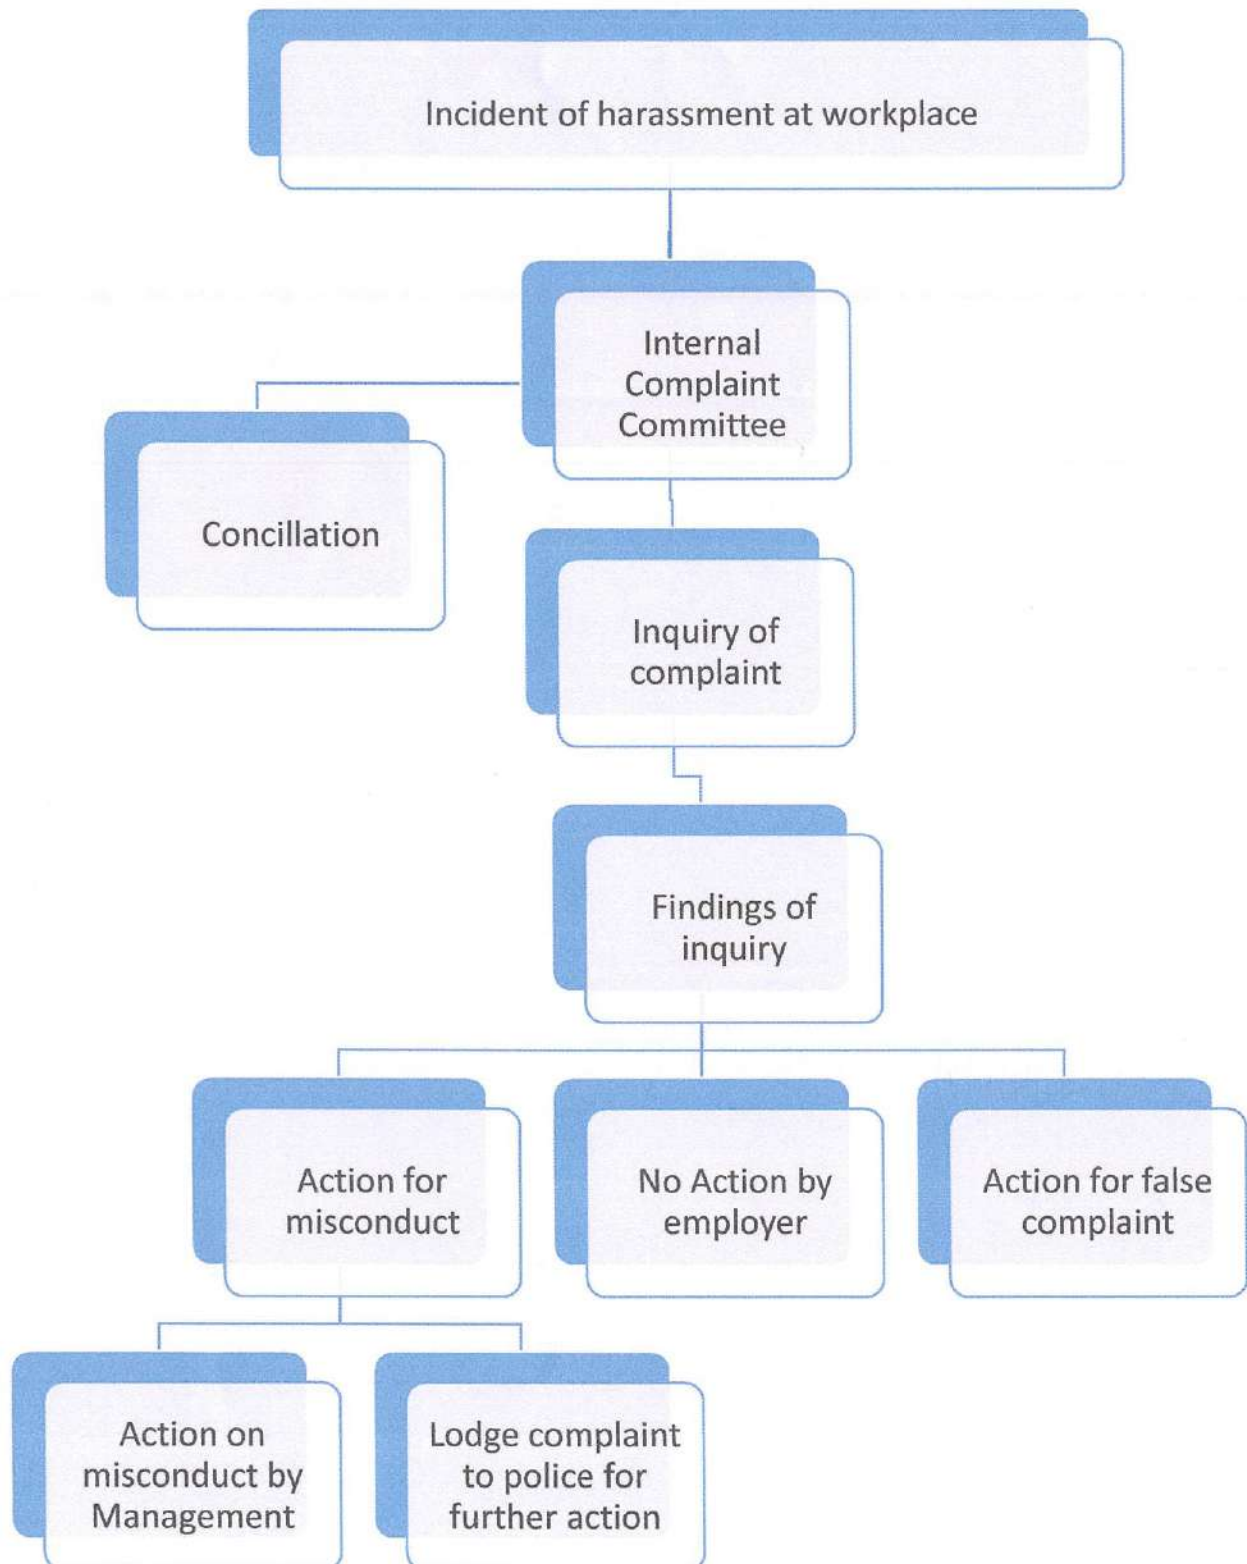 Incident of harassment at workplace
Internal
Complaint
Committee
Concillation
Inquiry of
complaint
Findings of
inquiry
Action for
misconduct
No Action by
employer
Action for false
complaint
Action on
misconduct by
Management
Lodge complaint
to police for
further action